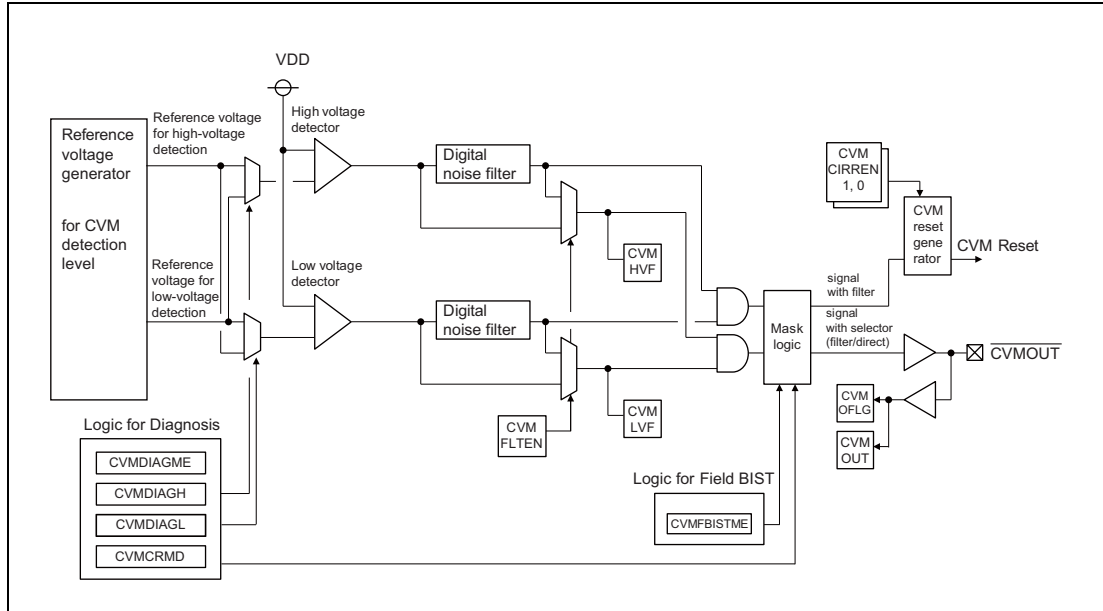 VDD
Reference voltage
for high-voltage
detection
High voltage
detector
Reference
voltage
generator
for CVM
detection
level
Digital
noise filter
CVM
CIRREN
1, 0
CVM
reset
gene
rator
CVM Reset
CVM
HVF
Reference
voltage for
low-voltage
detection
Low voltage
detector
Digital
noise filter
signal
with filter
signal
with selector
(filter/direct)
Mask
logic
CVMOUT
CVM
OFLG
CVM
OUT
CVM
FLTEN
CVM
LVF
Logic for Diagnosis
CVMDIAGME
CVMDIAGH
CVMDIAGL
CVMCRMD
Logic for Field BIST
CVMFBISTME